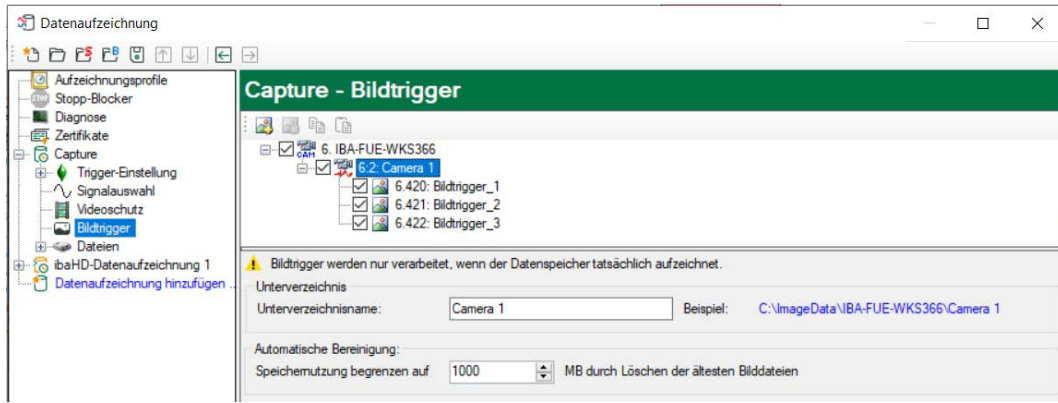 Datenaufzeichnung
Aufzeichnungsprofile
STOP Stopp-Blocker
Diagnose
Zertifikate
Capture
Trigger-Einstellung
Signalauswahl
Videoschutz
Bildtrigger
Dateien
ibaHD-Datenaufzeichnung 1
Datenaufzeichnung hinzufügen ...
Capture - Bildtrigger
CAM 6. IBA-FUE-WKS366
6:2: Camera 1
6.420: Bildtrigger_1
6.421: Bildtrigger_2
6.422: Bildtrigger_3
Bildtrigger werden nur verarbeitet, wenn der Datenspeicher tatsächlich aufzeichnet.
Unterverzeichnis
Unterverzeichnisname: Camera 1 Beispiel: C:\ImageData\IBA-FUE-WKS366\Camera 1
Automatische Bereinigung:
Speichernutzung begrenzen auf 1000 MB durch Löschen der ältesten Bilddateien